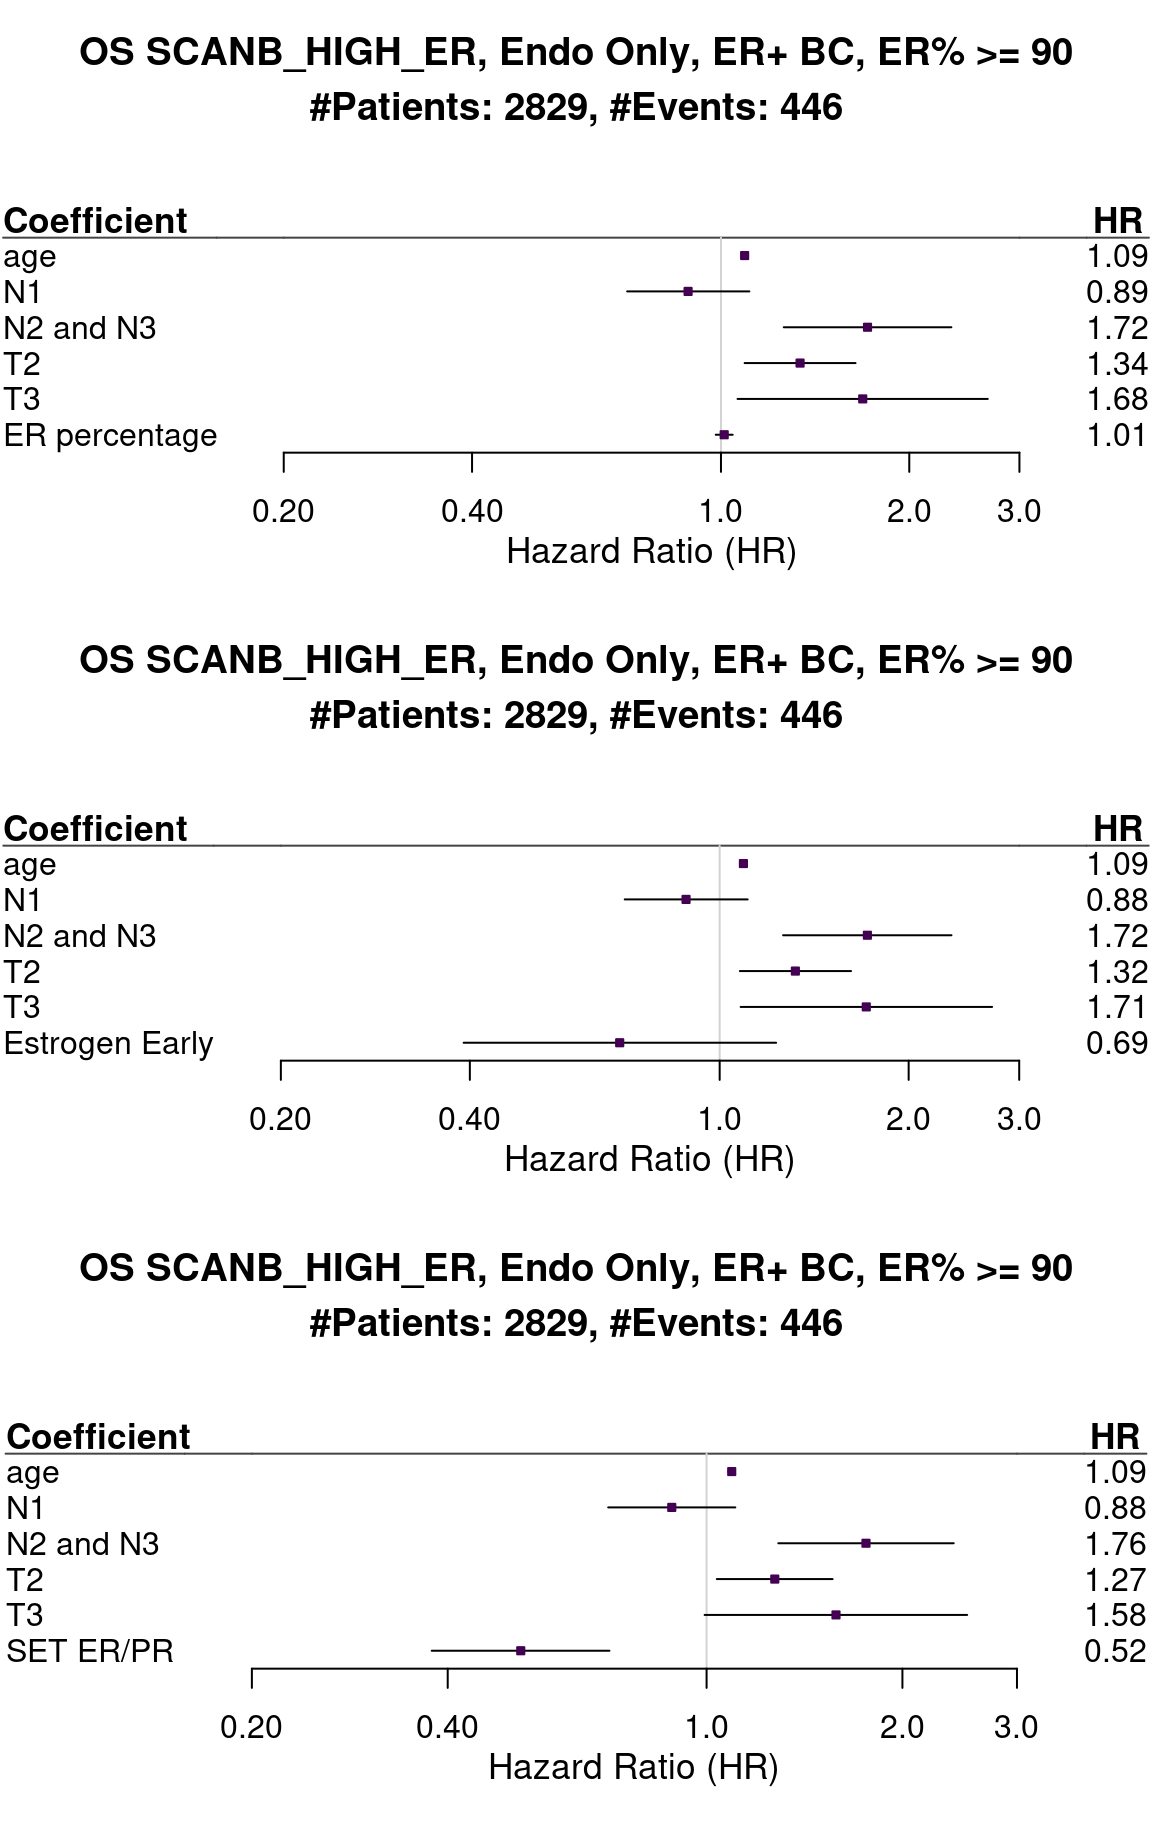 OS SCANB_HIGH_ER, Endo Only, ER+ BC, ER% >= 90
#Patients: 2829, #Events: 446
Coefficient HR
age 1.09
N1 0.89
N2 and N3 1.72
T2 1.34
T3 1.68
ER percentage 1.01
0.20 0.40 1.0 2.0 3.0
Hazard Ratio (HR)
OS SCANB_HIGH_ER, Endo Only, ER+ BC, ER% >= 90
#Patients: 2829, #Events: 446
Coefficient HR
age 1.09
N1 0.88
N2 and N3 1.72
T2 1.32
T3 1.71
Estrogen Early 0.69
0.20 0.40 1.0 2.0 3.0
Hazard Ratio (HR)
OS SCANB_HIGH_ER, Endo Only, ER+ BC, ER% >= 90
#Patients: 2829, #Events: 446
Coefficient HR
age 1.09
N1 0.88
N2 and N3 1.76
T2 1.27
T3 1.58
SET ER/PR 0.52
0.20 0.40 1.0 2.0 3.0
Hazard Ratio (HR)